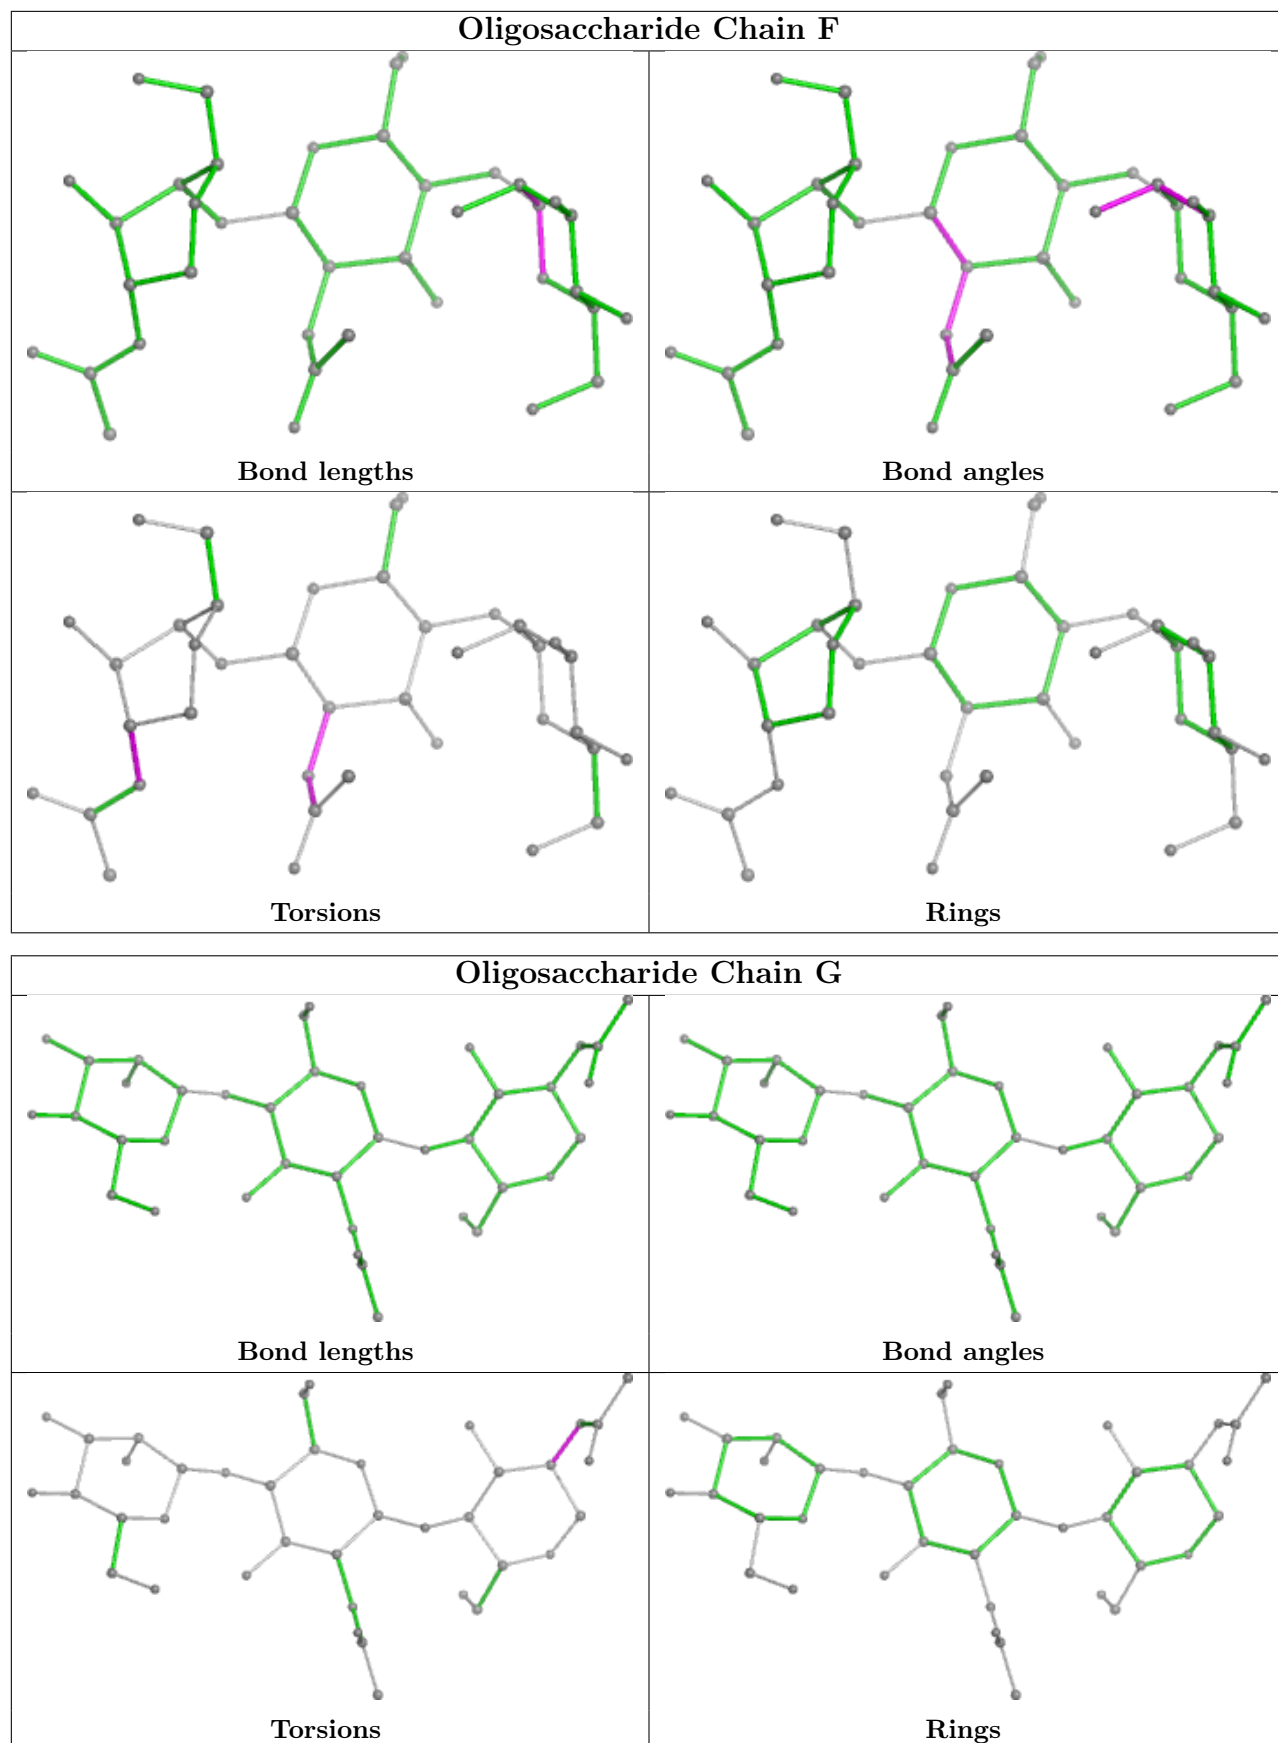 Oligosaccharide Chain F
Bond lengths
Bond angles
Torsions
Rings
Oligosaccharide Chain G
Bond lengths
Bond angles
Torsions
Rings